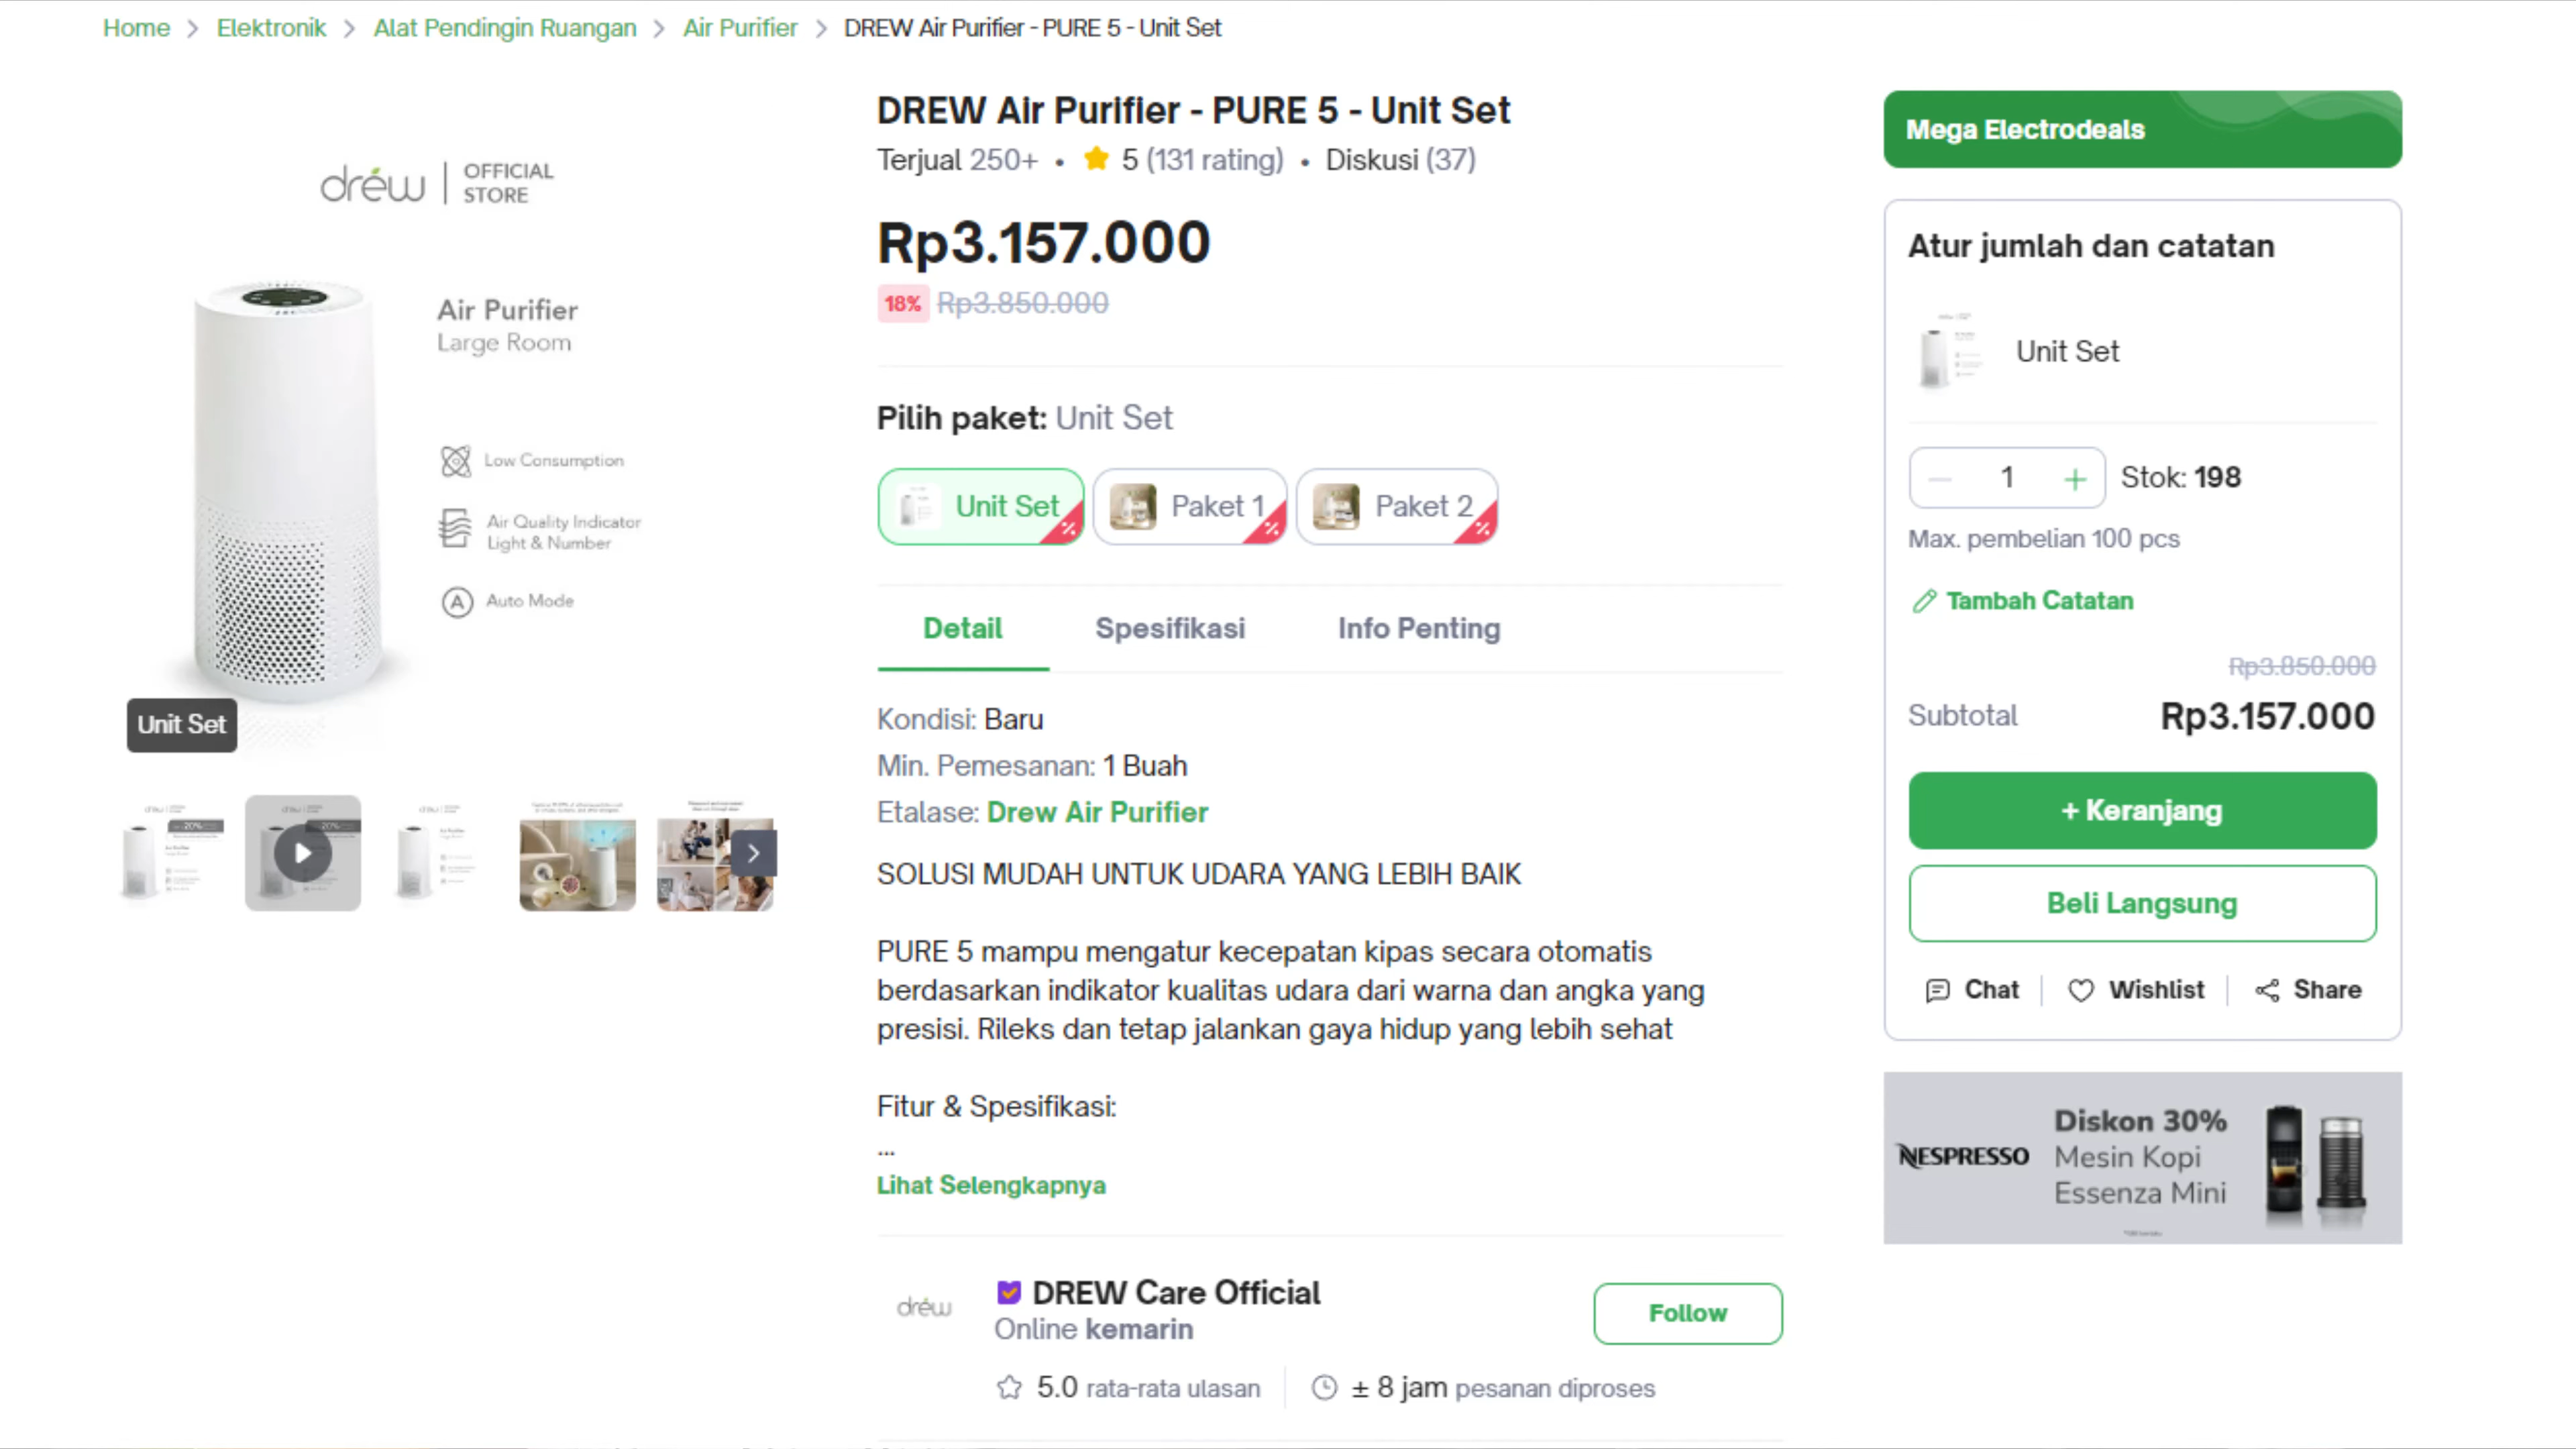 Home > Elektronik > Alat Pendingin Ruangan > Air Purifier > DREW Air Purifier - PURE 5 - Unit Set
dréw | OFFICIAL STORE
Air Purifier
Large Room
Low Consumption
Air Quality Indicator
Light & Number
A Auto Mode
Unit Set
DREW Air Purifier - PURE 5 - Unit Set
Terjual 250+ • 5 (131 rating) • Diskusi (37)
Rp3.157.000
18% Rp3.850.000
Pilih paket: Unit Set
Unit Set % Paket 1 % Paket 2 %
Detail Spesifikasi Info Penting
Kondisi: Baru
Min. Pemesanan: 1 Buah
Etalase: Drew Air Purifier
SOLUSI MUDAH UNTUK UDARA YANG LEBIH BAIK
PURE 5 mampu mengatur kecepatan kipas secara otomatis
berdasarkan indikator kualitas udara dari warna dan angka yang
presisi. Rileks dan tetap jalankan gaya hidup yang lebih sehat
Fitur & Spesifikasi:
...
Lihat Selengkapnya
dréw
DREW Care Official
Online kemarin
Follow
5.0 rata-rata ulasan
± 8 jam pesanan diproses
Mega Electrodeals
Atur jumlah dan catatan
Unit Set
1 + Stok: 198
Max. pembelian 100 pcs
Tambah Catatan
Rp3.850.000
Subtotal Rp3.157.000
+ Keranjang
Beli Langsung
Chat | Wishlist | Share
NESPRESSO
Diskon 30%
Mesin Kopi
Essenza Mini